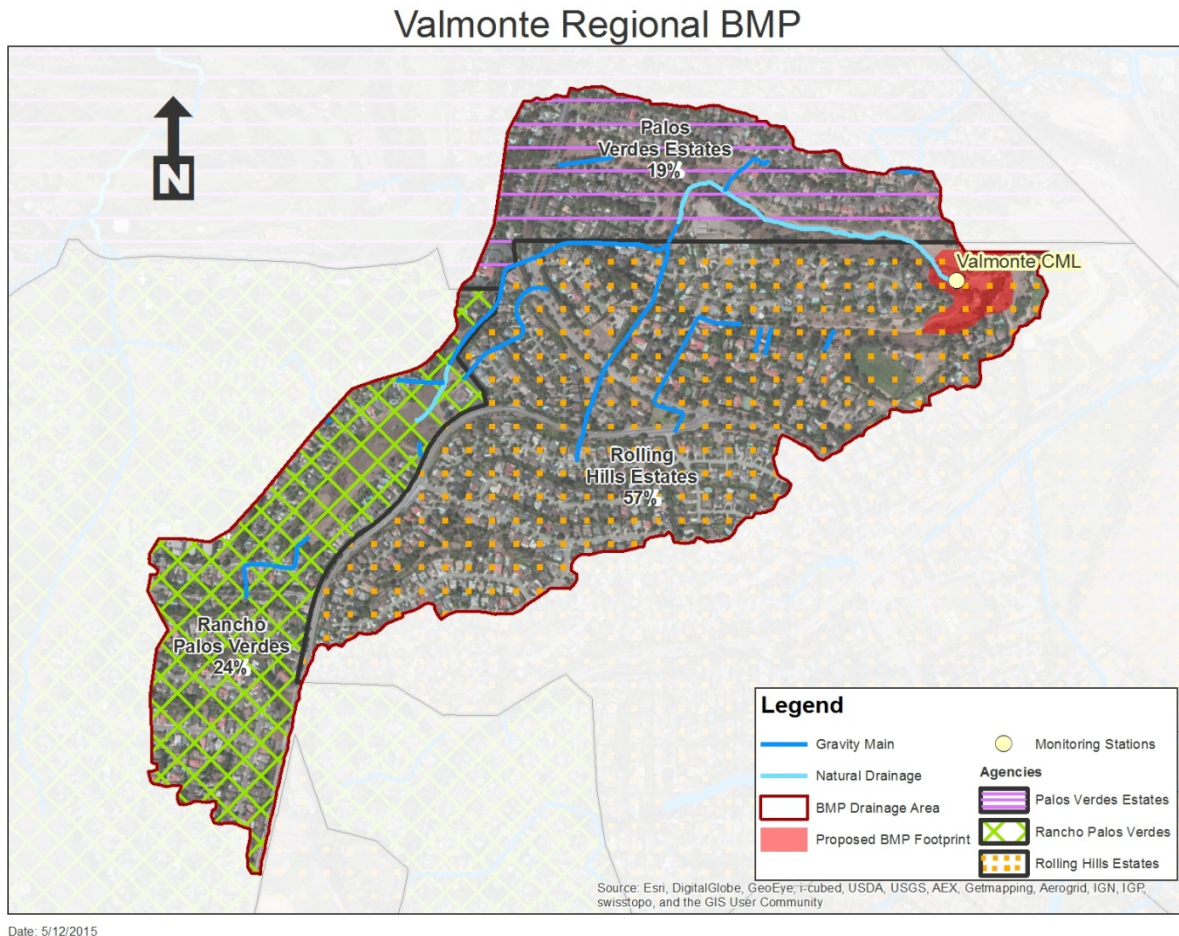 Valmonte Regional BMP
N
Palos
Verdes Estates
19%
Valmonte CML
Rolling
Hills Estates
57%
Rancho
Palos Verdes
24%
Legend
Gravity Main
Natural Drainage
BMP Drainage Area
Proposed BMP Footprint
Monitoring Stations
Agencies
Palos Verdes Estates
Rancho Palos Verdes
Rolling Hills Estates
Source: Esri, DigitalGlobe, GeoEye, i-cubed, USDA, USGS, AEX, Getmapping, Aerogrid, IGN, IGP,
swisstopo, and the GIS User Community
Date: 5/12/2015